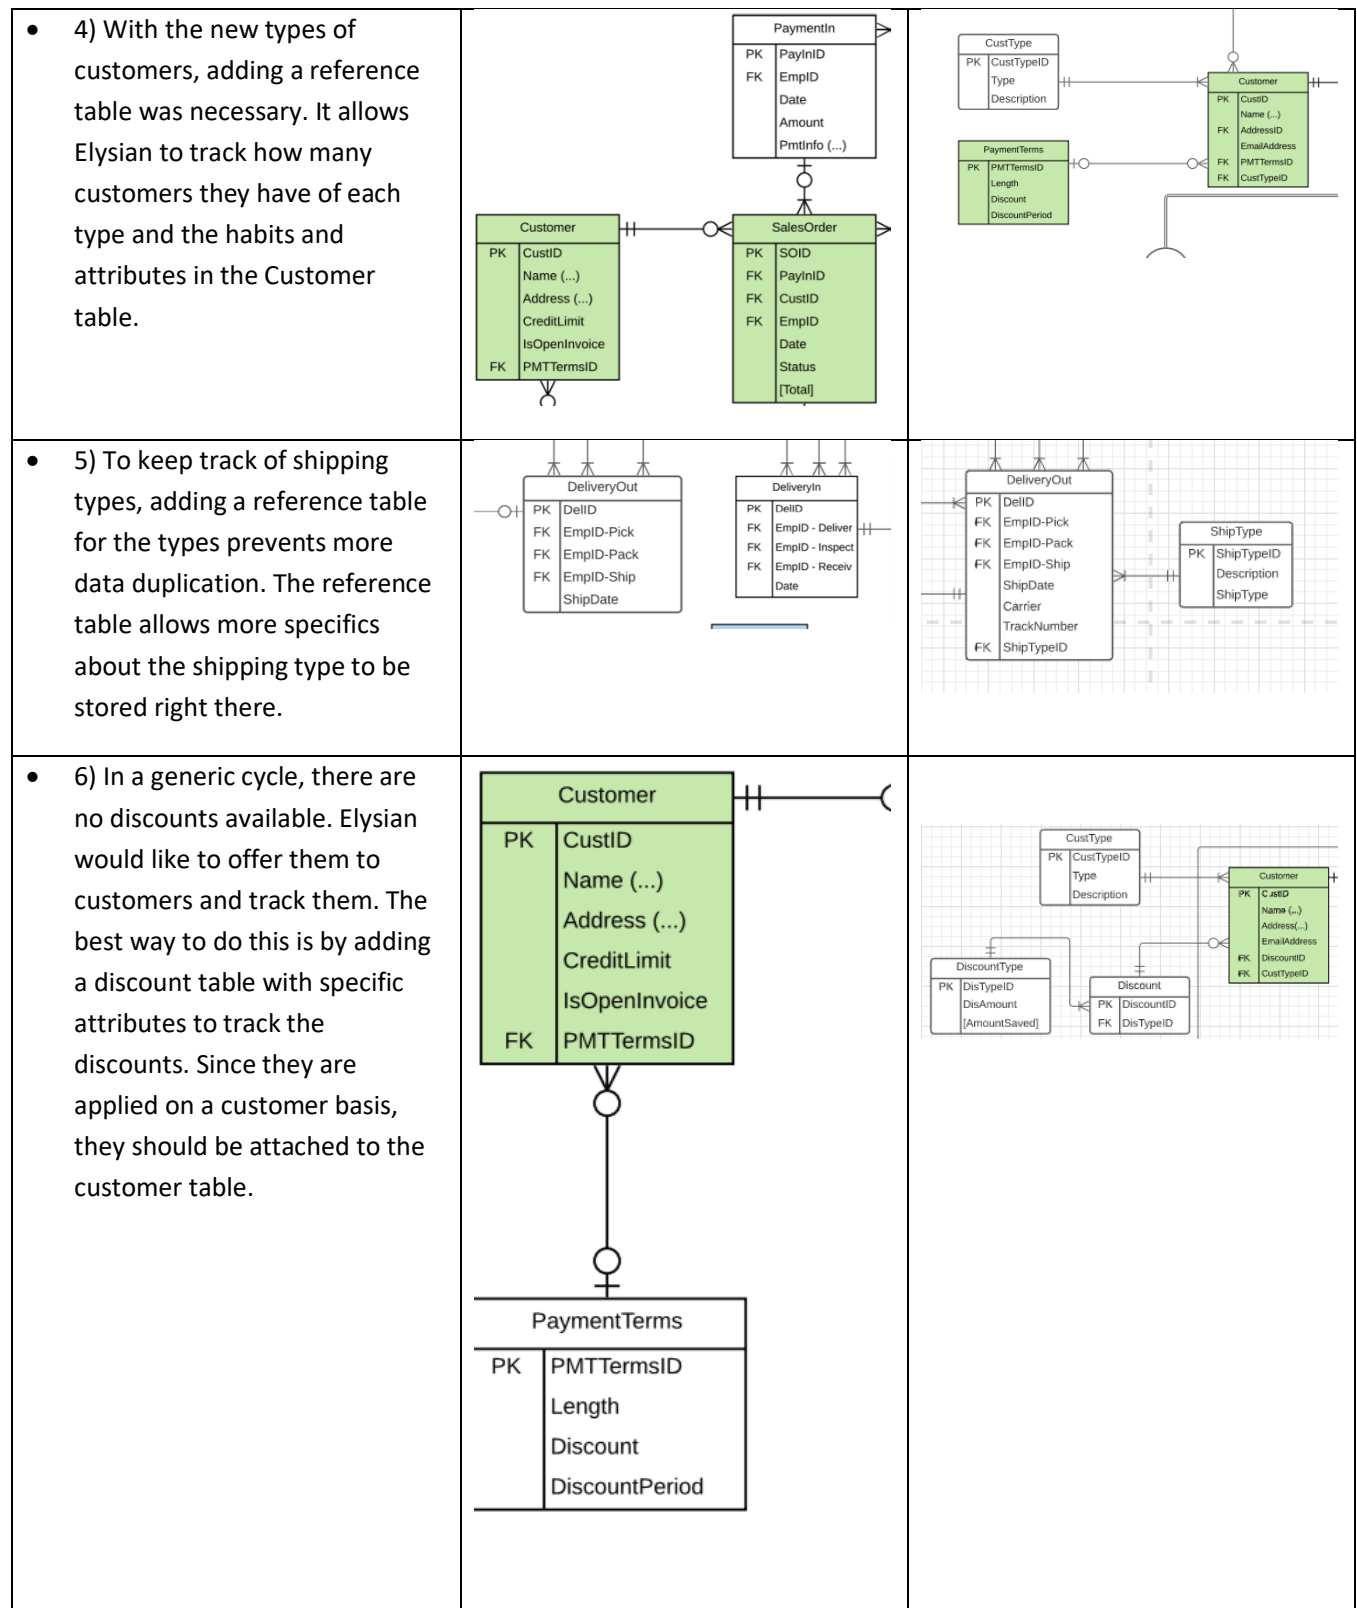 • 4) With the new types of
customers, adding a reference
table was necessary. It allows
Elysian to track how many
customers they have of each
type and the habits and
attributes in the Customer
table.
PaymentIn
PK PayInID
FK EmpID
Date
Amount
PmtInfo (...)
Customer
PK CustID
Name (...)
Address (...)
CreditLimit
IsOpenInvoice
FK PMTTermsID
SalesOrder
PK SOID
FK PayInID
FK CustID
FK EmpID
Date
Status
[Total]
CustType
PK CustTypeID
Type
Description
PaymentTerms
PK PMTTermsID
Length
Discount
DiscountPeriod
Customer
PK CustID
Name (...)
FK AddressID
EmailAddress
FK PMTTermsID
FK CustTypeID
• 5) To keep track of shipping
types, adding a reference table
for the types prevents more
data duplication. The reference
table allows more specifics
about the shipping type to be
stored right there.
DeliveryOut
PK DelID
FK EmpID-Pick
FK EmpID-Pack
FK EmpID-Ship
ShipDate
DeliveryIn
PK DelID
FK EmpID - Deliver
FK EmpID - Inspect
FK EmpID - Receiv
Date
DeliveryOut
PK DelID
FK EmpID-Pick
FK EmpID-Pack
FK EmpID-Ship
ShipDate
Carrier
TrackNumber
FK ShipTypeID
ShipType
PK ShipTypeID
Description
ShipType
• 6) In a generic cycle, there are
no discounts available. Elysian
would like to offer them to
customers and track them. The
best way to do this is by adding
a discount table with specific
attributes to track the
discounts. Since they are
applied on a customer basis,
they should be attached to the
customer table.
Customer
PK CustID
Name (...)
Address (...)
CreditLimit
IsOpenInvoice
FK PMTTermsID
PaymentTerms
PK PMTTermsID
Length
Discount
DiscountPeriod
CustType
PK CustTypeID
Type
Description
Customer
PK CustID
Name (...)
Address(...)
EmailAddress
FK DiscountID
FK CustTypeID
DiscountType
PK DisTypeID
DisAmount
[AmountSaved]
Discount
PK DiscountID
FK DisTypeID